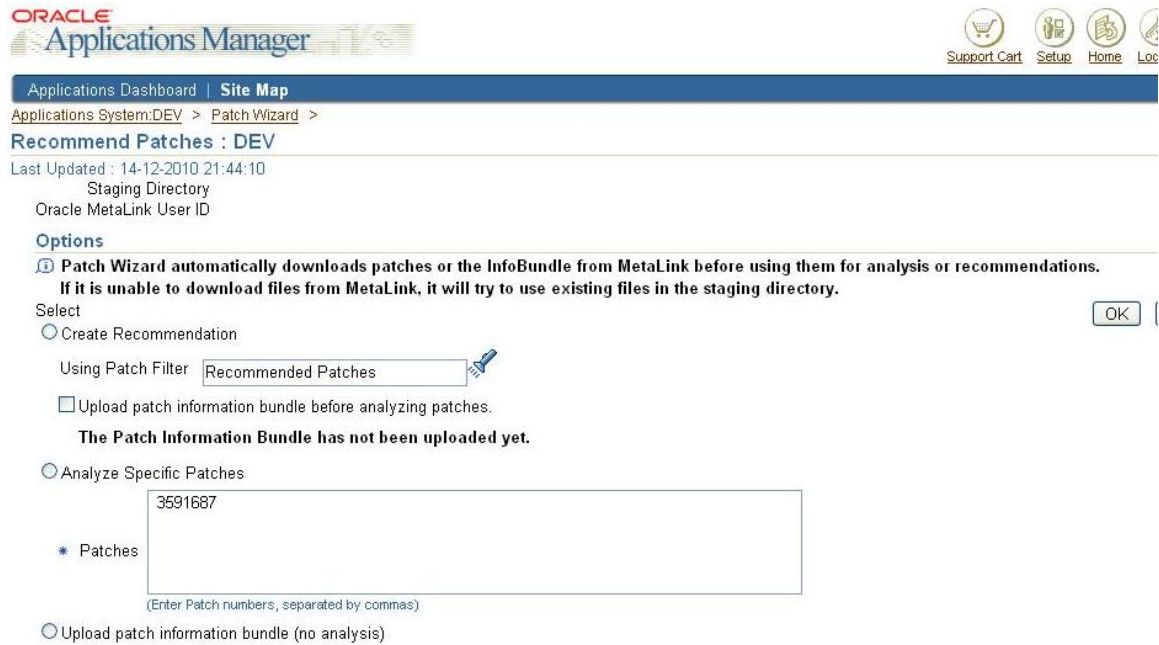 ORACLE
Applications Manager
Support Cart Setup Home
Applications Dashboard | Site Map
Applications System:DEV > Patch Wizard >
Recommend Patches : DEV
Last Updated : 14-12-2010 21:44:10
Staging Directory
Oracle MetaLink User ID
Options
Patch Wizard automatically downloads patches or the InfoBundle from MetaLink before using them for analysis or recommendations.
If it is unable to download files from MetaLink, it will try to use existing files in the staging directory.
Select
OK
Create Recommendation
Using Patch Filter Recommended Patches
Upload patch information bundle before analyzing patches.
The Patch Information Bundle has not been uploaded yet.
Analyze Specific Patches
3591687
* Patches
(Enter Patch numbers, separated by commas)
Upload patch information bundle (no analysis)